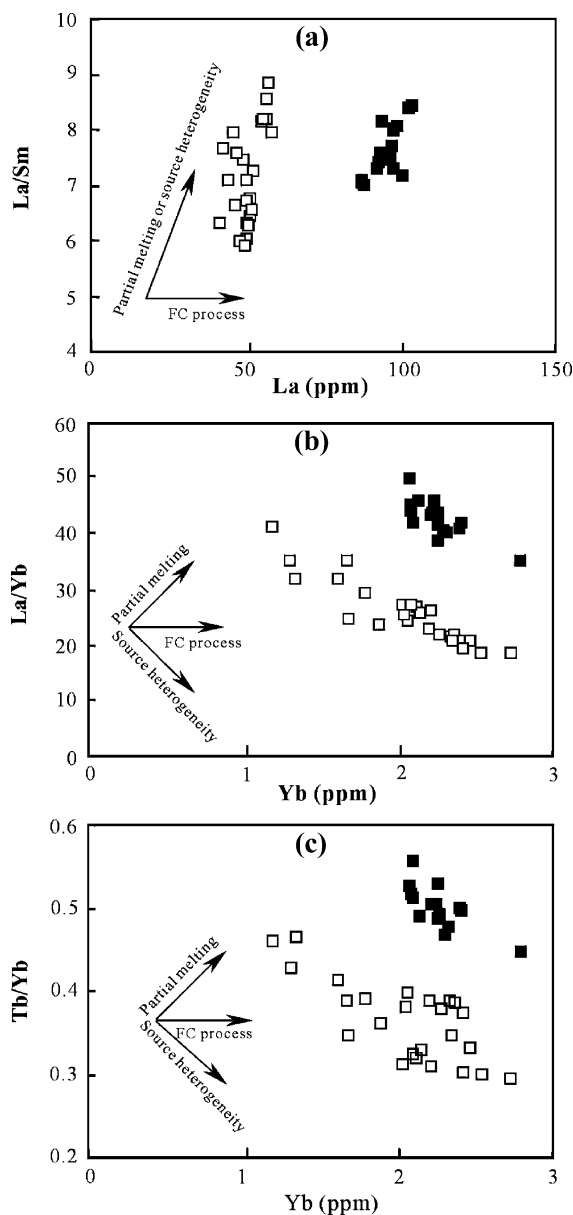 (a)
10
9
8
7
6
5
4
La/Sm
Partial melting or source heterogeneity
FC process
0
50
100
150
La (ppm)
(b)
60
50
40
30
20
10
0
La/Yb
Partial melting
FC process
Source heterogeneity
0
1
2
3
Yb (ppm)
(c)
0.6
0.5
0.4
0.3
0.2
Tb/Yb
Partial melting
FC process
Source heterogeneity
0
1
2
3
Yb (ppm)